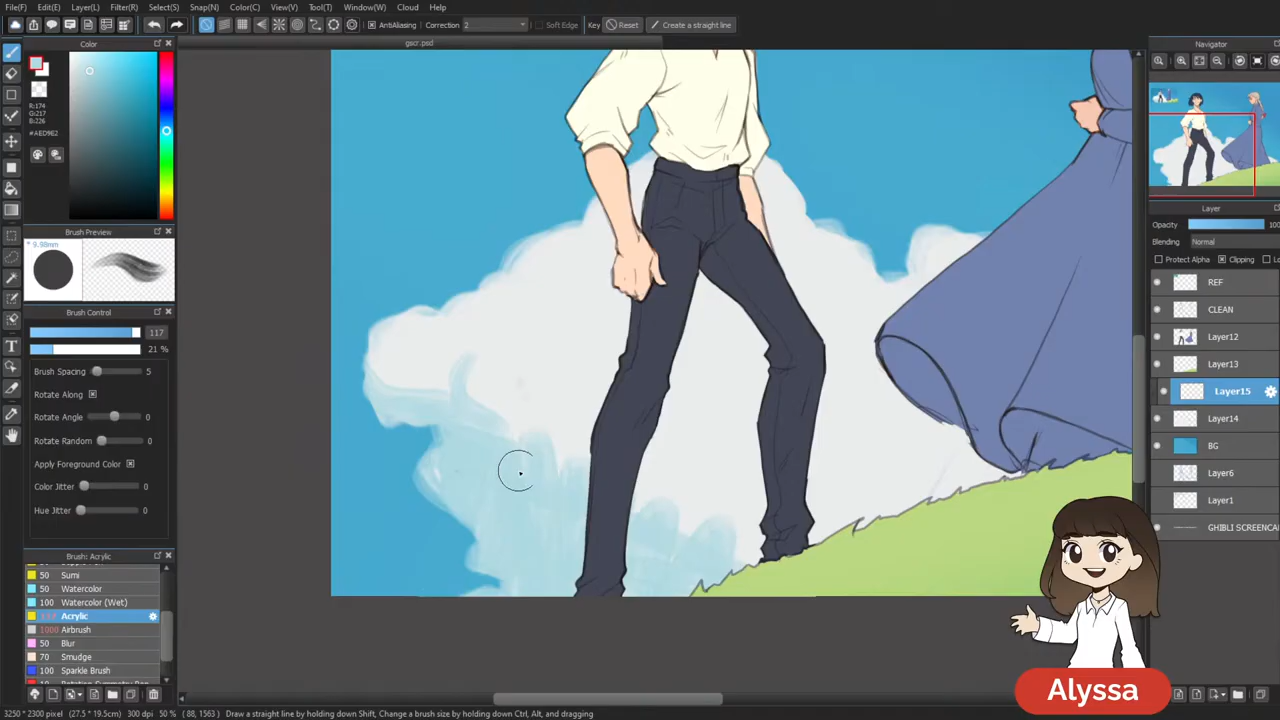 File(F) Edit(E) Layer(L) Filter(R) Select(S) Snap(N) Color(C) View(V) Tool(T) Window(W) Cloud Help
AntiAliasing Correction 2 Soft Edge Key Reset Create a straight line
gscr.psd
Color
R:174
G:217
B:226
#AED9E2
Brush Preview
* 9.98mm
Brush Control
117
21 %
Brush Spacing 5
Rotate Along
Rotate Angle 0
Rotate Random 0
Apply Foreground Color
Color Jitter 0
Hue Jitter 0
Brush: Acrylic
50 Sumi
50 Watercolor
100 Watercolor (Wet)
Acrylic
1000 Airbrush
50 Blur
70 Smudge
100 Sparkle Brush
Navigator
Layer
Opacity 100
Blending Normal
Protect Alpha Clipping Lo
REF
CLEAN
Layer12
Layer13
Layer15
Layer14
BG
Layer6
Layer1
GHIBLI SCREENCA
Alyssa
3250 * 2300 pixel (27.5 * 19.5cm) 300 dpi 50 % ( 88, 1563) Draw a straight line by holding down Shift, Change a brush size by holding down Ctrl, Alt, and dragging